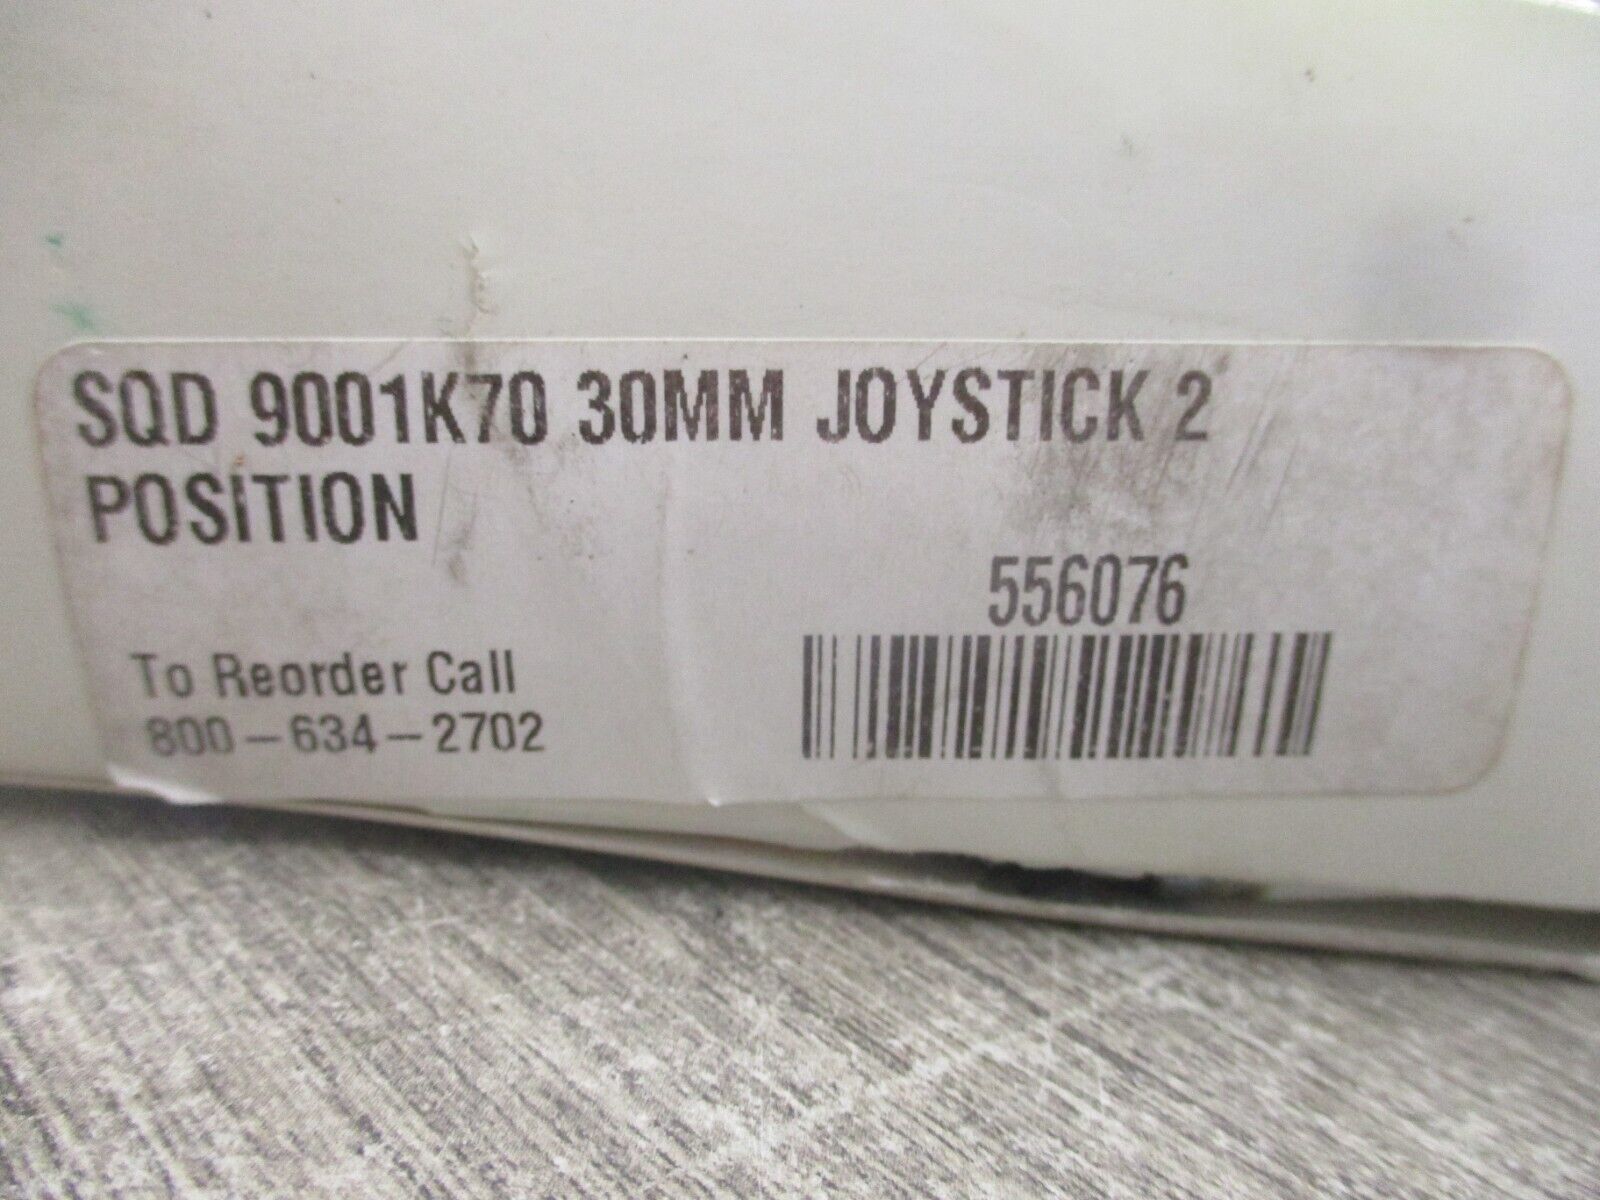 SQD 9001K70 30MM JOYSTICK 2
POSITION
556076
To Reorder Call
800-634-2702